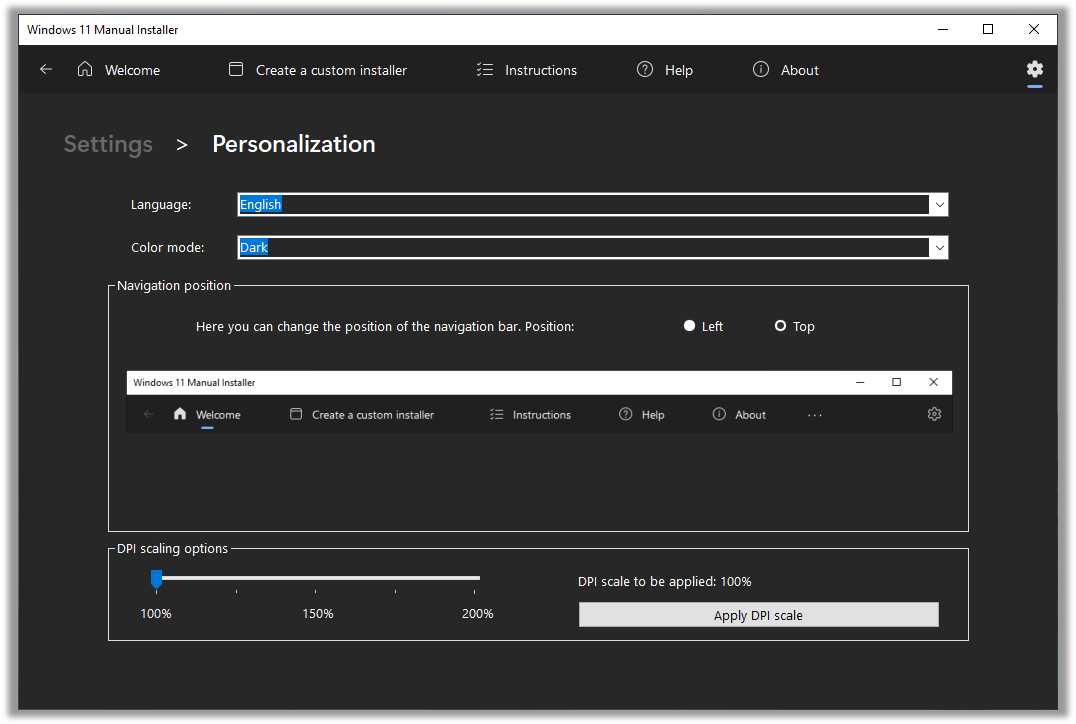 Windows 11 Manual Installer
Welcome Create a custom installer Instructions Help About
Settings > Personalization
Language: English
Color mode: Dark
Navigation position
Here you can change the position of the navigation bar. Position: Left Top
Windows 11 Manual Installer
Welcome Create a custom installer Instructions Help About ...
DPI scaling options
DPI scale to be applied: 100%
100% 150% 200%
Apply DPI scale